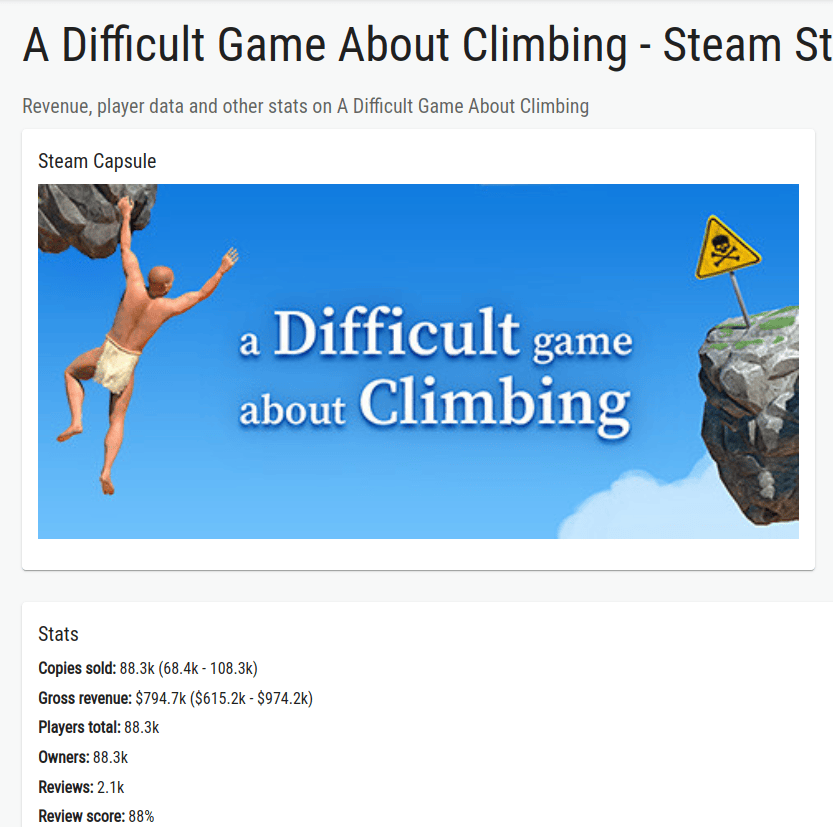 A Difficult Game About Climbing - Steam St
Revenue, player data and other stats on A Difficult Game About Climbing
Steam Capsule
a Difficult game
about Climbing
Stats
Copies sold: 88.3k (68.4k - 108.3k)
Gross revenue: $794.7k ($615.2k - $974.2k)
Players total: 88.3k
Owners: 88.3k
Reviews: 2.1k
Review score: 88%